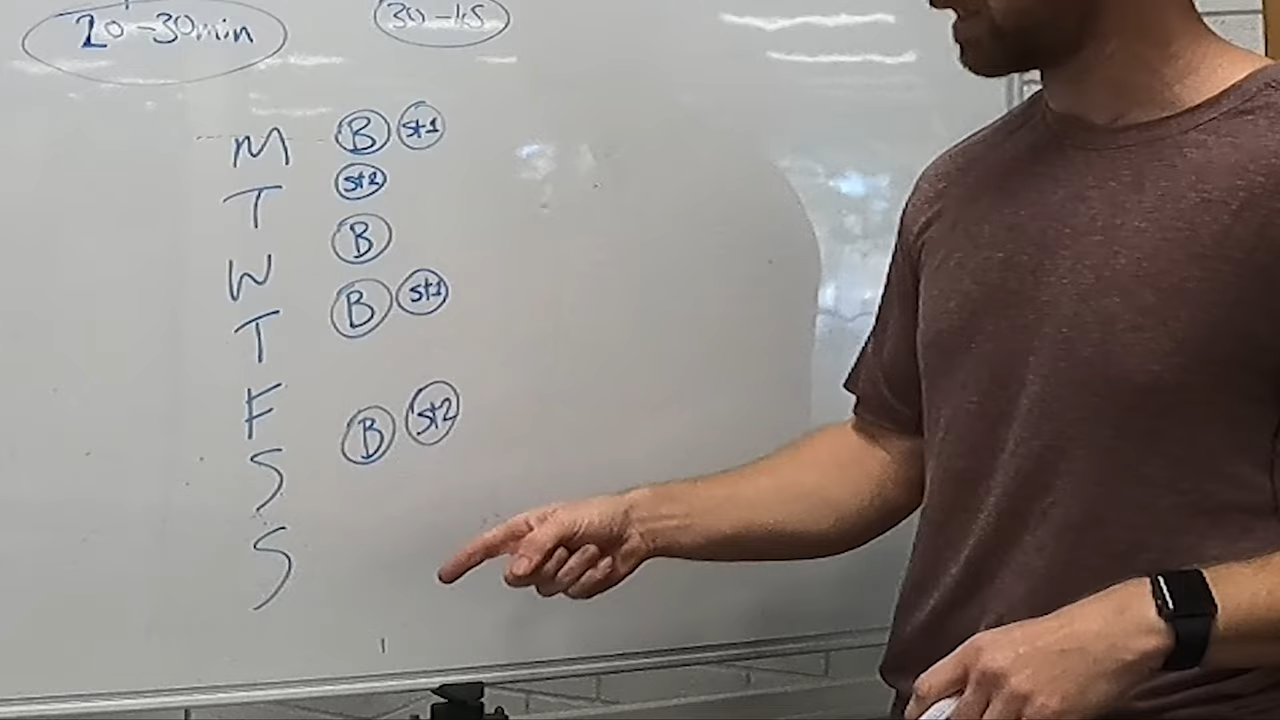 20-30min 30-45
M B St1
T St2
W B
T B St1
F B St2
S
S